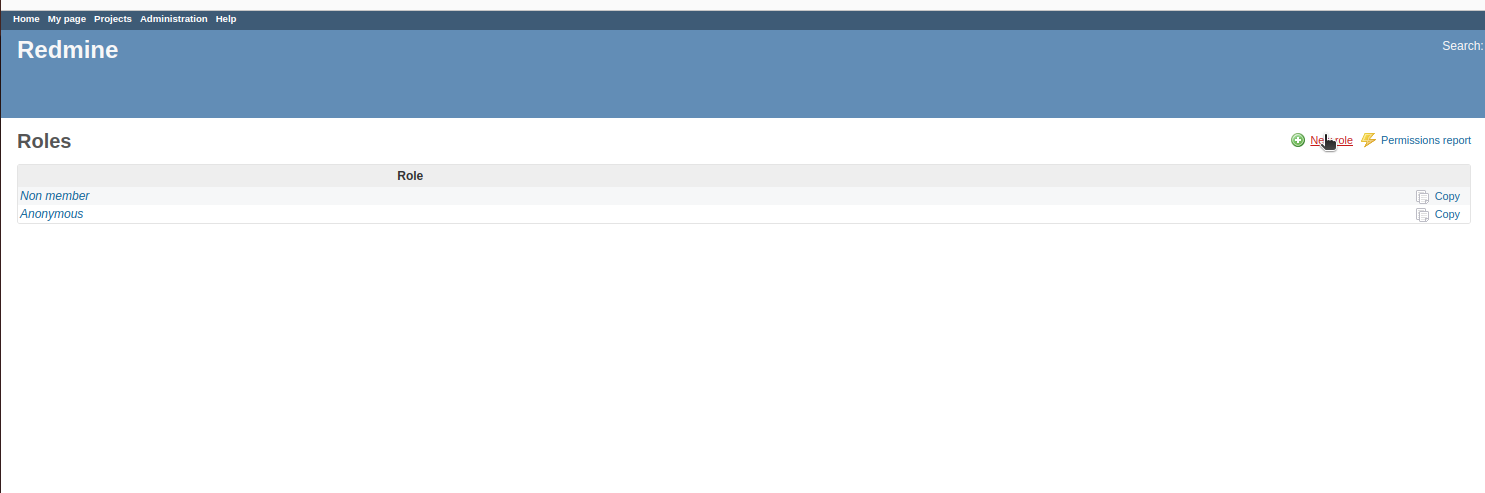 Home My page Projects Administration Help
Redmine
Search:
Roles
New role Permissions report
Role
Non member Copy
Anonymous Copy